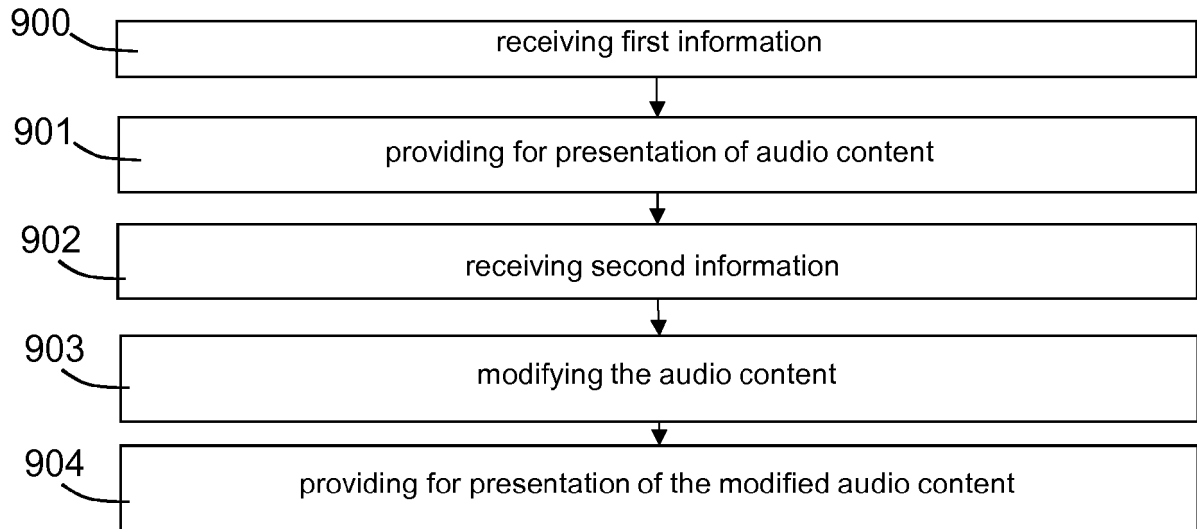 900
receiving first information
901
providing for presentation of audio content
902
receiving second information
903
modifying the audio content
904
providing for presentation of the modified audio content